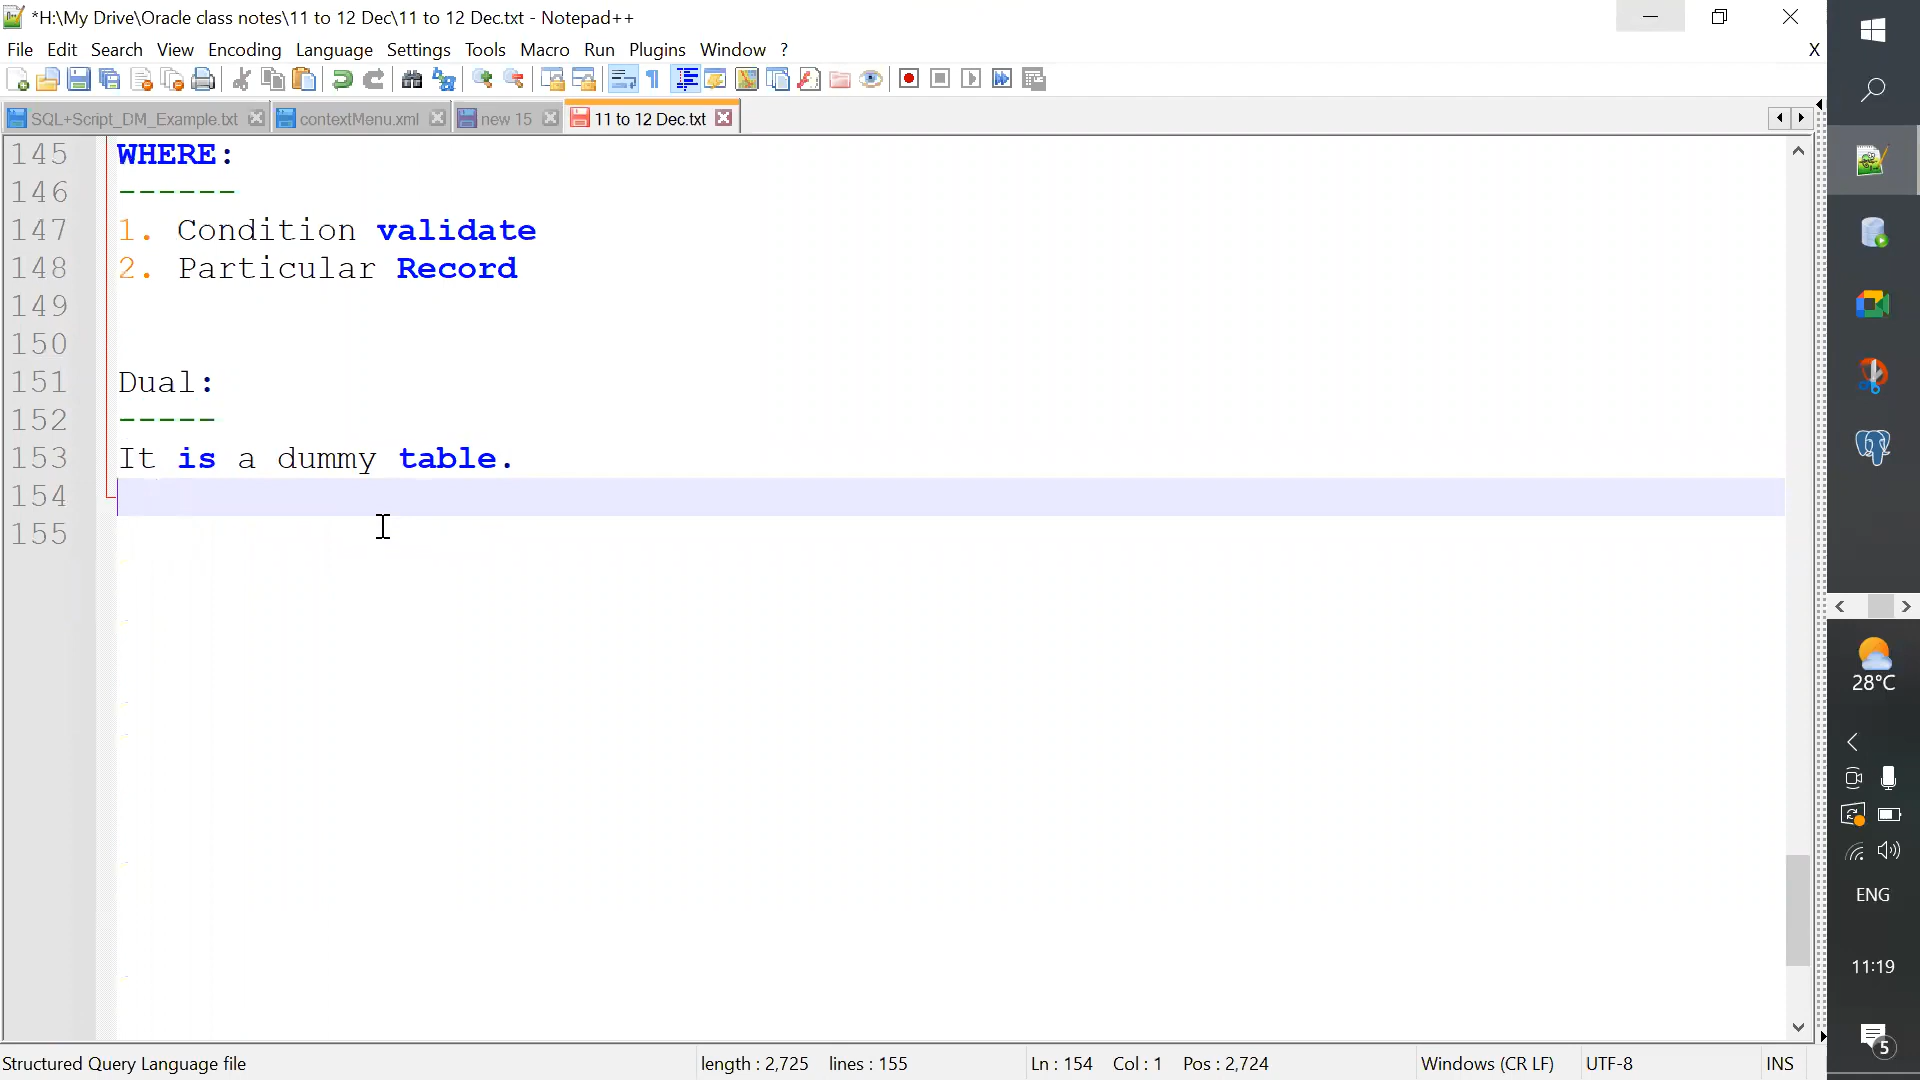 *H:\My Drive\Oracle class notes\11 to 12 Dec\11 to 12 Dec.txt - Notepad++
File Edit Search View Encoding Language Settings Tools Macro Run Plugins Window ? X
SQL+Script_DM_Example.txt contextMenu.xml new 15 11 to 12 Dec.txt
145 WHERE:
146 ------
147 1. Condition validate
148 2. Particular Record
149
150
151 Dual:
152 -----
153 It is a dummy table.
154
155
28°C
ENG
11:19
5
Structured Query Language file length : 2,725 lines : 155 Ln : 154 Col : 1 Pos : 2,724 Windows (CR LF) UTF-8 INS